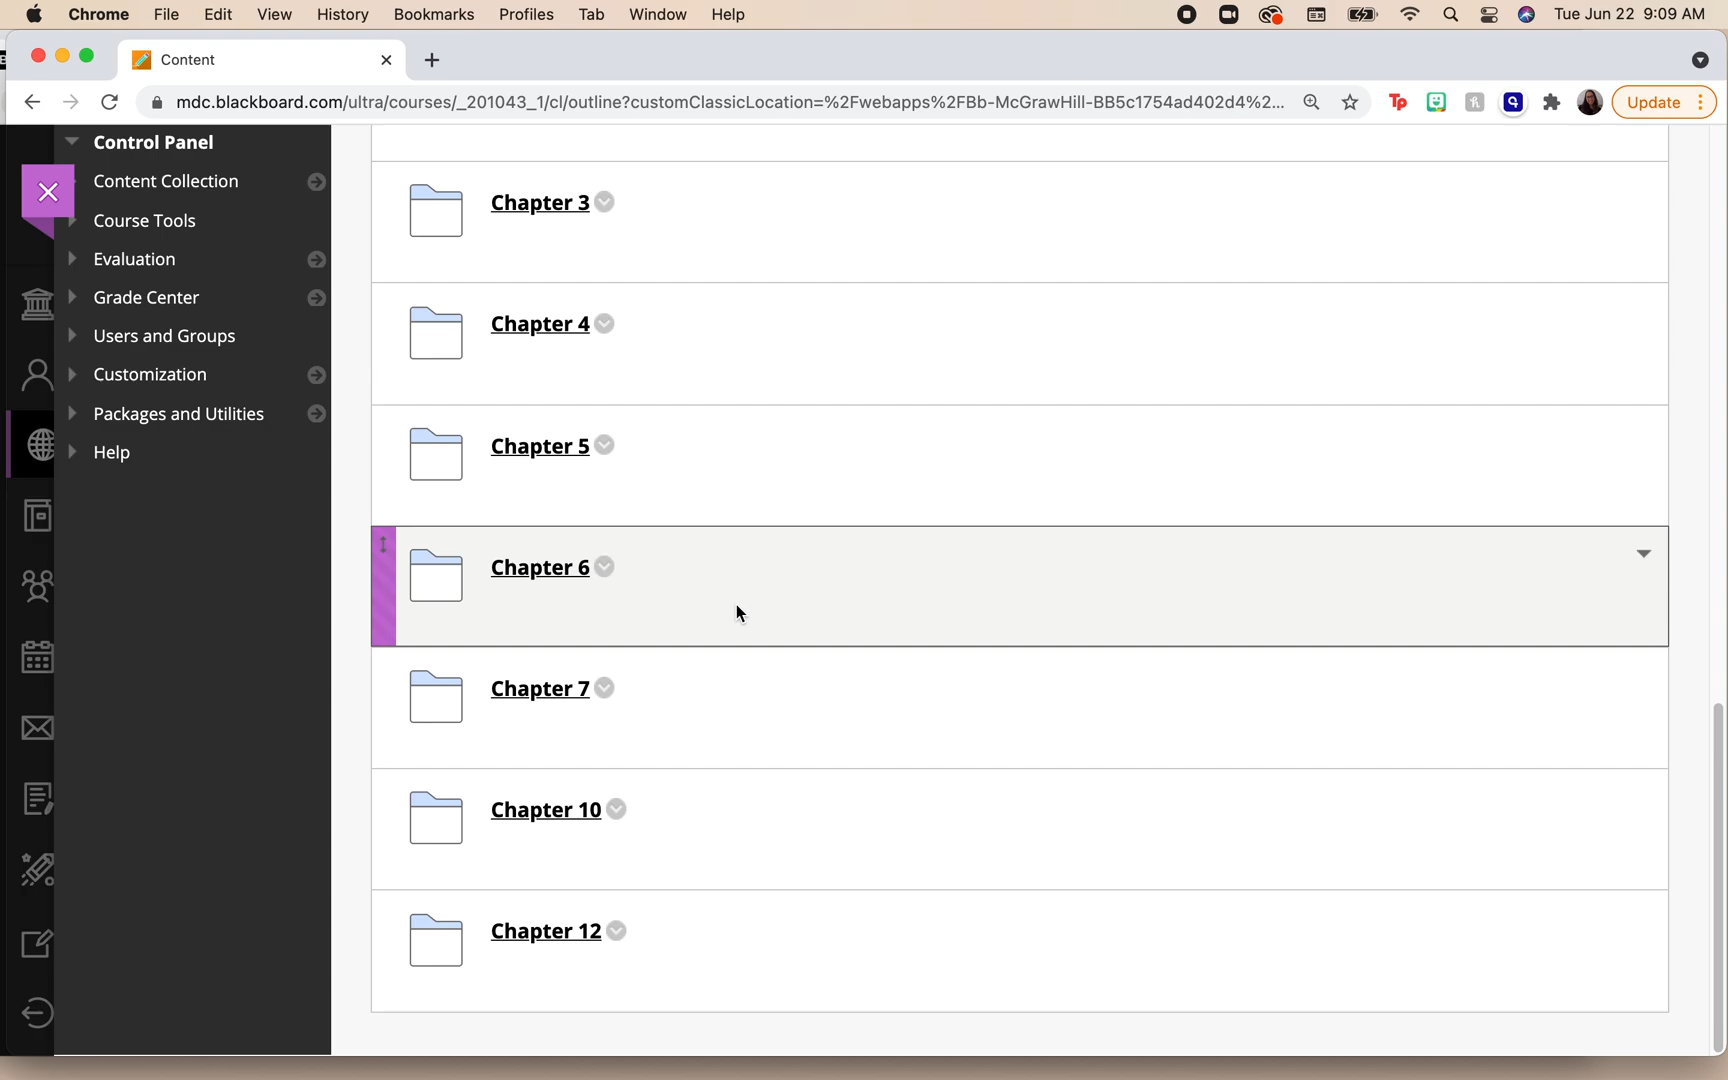 Chrome File Edit View History Bookmarks Profiles Tab Window Help Tue Jun 22 9:09 AM
Content
mdc.blackboard.com/ultra/courses/_201043_1/cl/outline?customClassicLocation=%2Fwebapps%2FBb-McGrawHill-BB5c1754ad402d4%2... Update
Control Panel
Content Collection
Course Tools
Evaluation
Grade Center
Users and Groups
Customization
Packages and Utilities
Help
Chapter 3
Chapter 4
Chapter 5
Chapter 6
Chapter 7
Chapter 10
Chapter 12